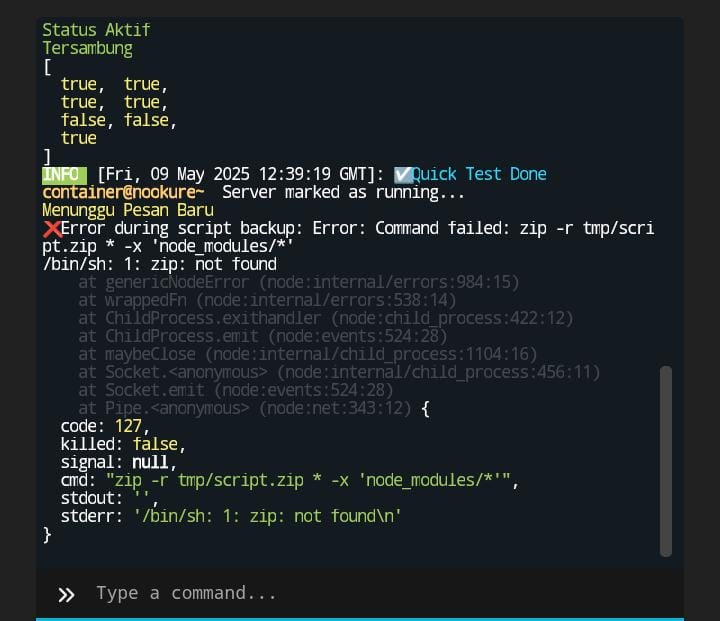 Status Aktif
Tersambung
[
  true,  true,
  true,  true,
  false, false,
  true
]
INFO  [Fri, 09 May 2025 12:39:19 GMT]: ☑Quick Test Done
container@nookure~  Server marked as running...
Menunggu Pesan Baru
❌Error during script backup: Error: Command failed: zip -r tmp/scri
pt.zip * -x 'node_modules/*'
/bin/sh: 1: zip: not found
    at genericNodeError (node:internal/errors:984:15)
    at wrappedFn (node:internal/errors:538:14)
    at ChildProcess.exithandler (node:child_process:422:12)
    at ChildProcess.emit (node:events:524:28)
    at maybeClose (node:internal/child_process:1104:16)
    at Socket.<anonymous> (node:internal/child_process:456:11)
    at Socket.emit (node:events:524:28)
    at Pipe.<anonymous> (node:net:343:12) {
  code: 127,
  killed: false,
  signal: null,
  cmd: "zip -r tmp/script.zip * -x 'node_modules/*'",
  stdout: '',
  stderr: '/bin/sh: 1: zip: not found\n'
}
» Type a command...